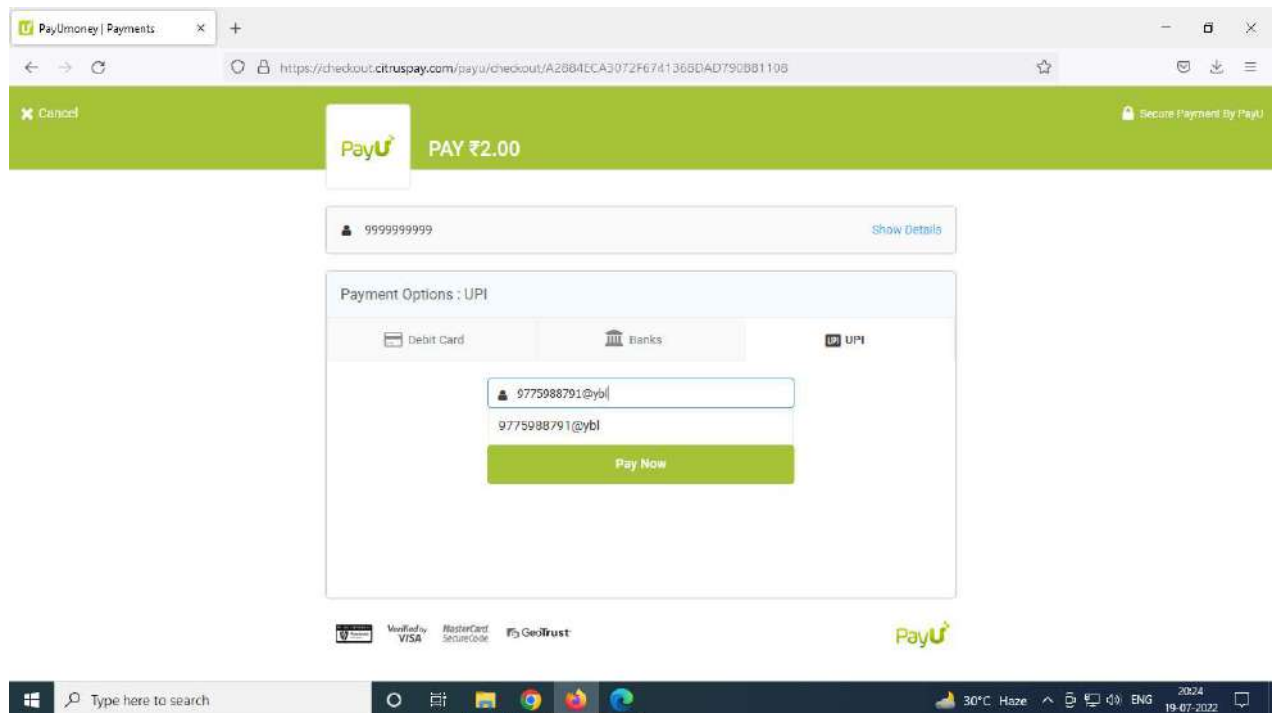 PayUmoney | Payments
https://checkout.citruspay.com/payu/checkout/
Cancel
Secure Payment By PayU
PayU
PAY ₹2.00
9999999999
Show Details
Payment Options : UPI
Debit Card
Banks
UPI UPI
9775988791@ybl
9775988791@ybl
Pay Now
Verified by
VISA
MasterCard
SecureCode
GeoTrust
PayU
Type here to search
30°C Haze
ENG
20:24
19-07-2022